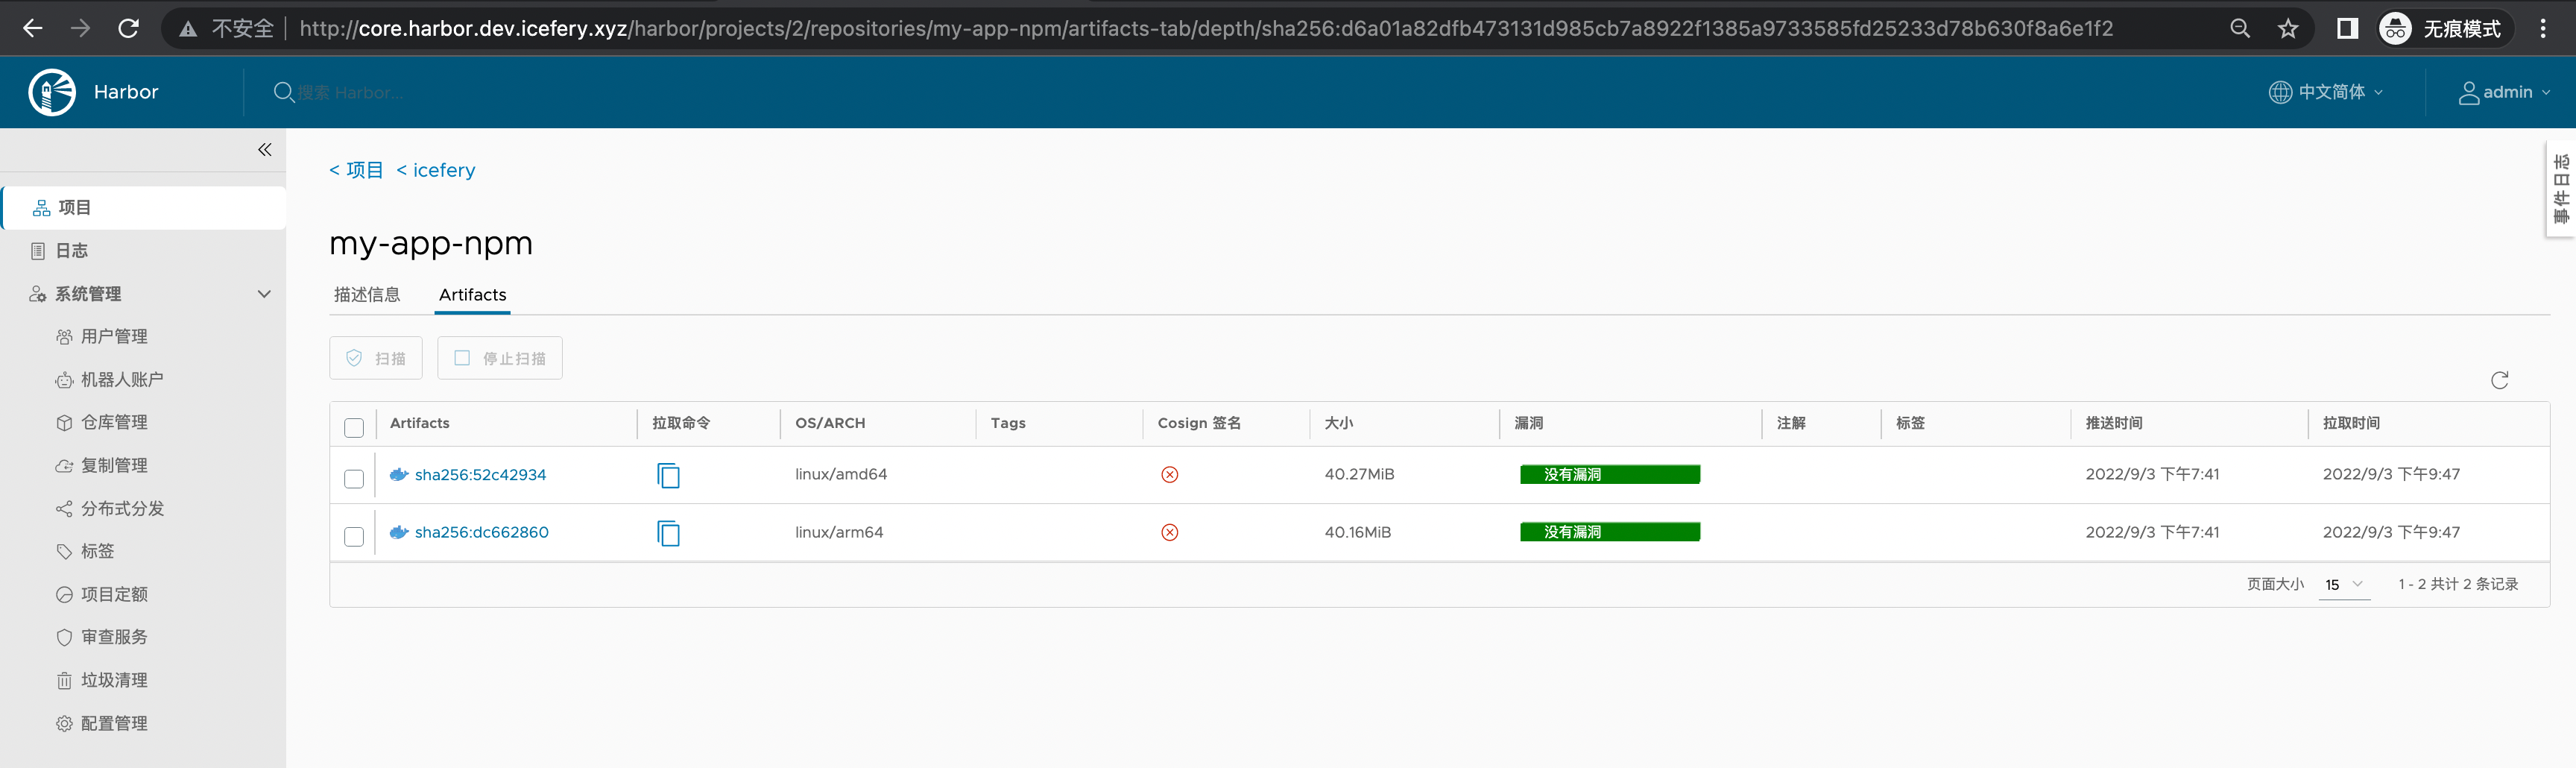 不安全 http://core.harbor.dev.icefery.xyz/harbor/projects/2/repositories/my-app-npm/artifacts-tab/depth/sha256:d6a01a82dfb473131d985cb7a8922f1385a9733585fd25233d78b630f8a6e1f2 无痕模式
Harbor 搜索 Harbor... 中文简体 admin
事件日志
< 项目 < icefery
项目
日志
系统管理
用户管理
机器人账户
仓库管理
复制管理
分布式分发
标签
项目定额
审查服务
垃圾清理
配置管理
my-app-npm
描述信息 Artifacts
扫描 停止扫描
Artifacts 拉取命令 OS/ARCH Tags Cosign 签名 大小 漏洞 注解 标签 推送时间 拉取时间
sha256:52c42934 linux/amd64 40.27MiB 没有漏洞 2022/9/3 下午7:41 2022/9/3 下午9:47
sha256:dc662860 linux/arm64 40.16MiB 没有漏洞 2022/9/3 下午7:41 2022/9/3 下午9:47
页面大小 15 1 - 2 共计 2 条记录